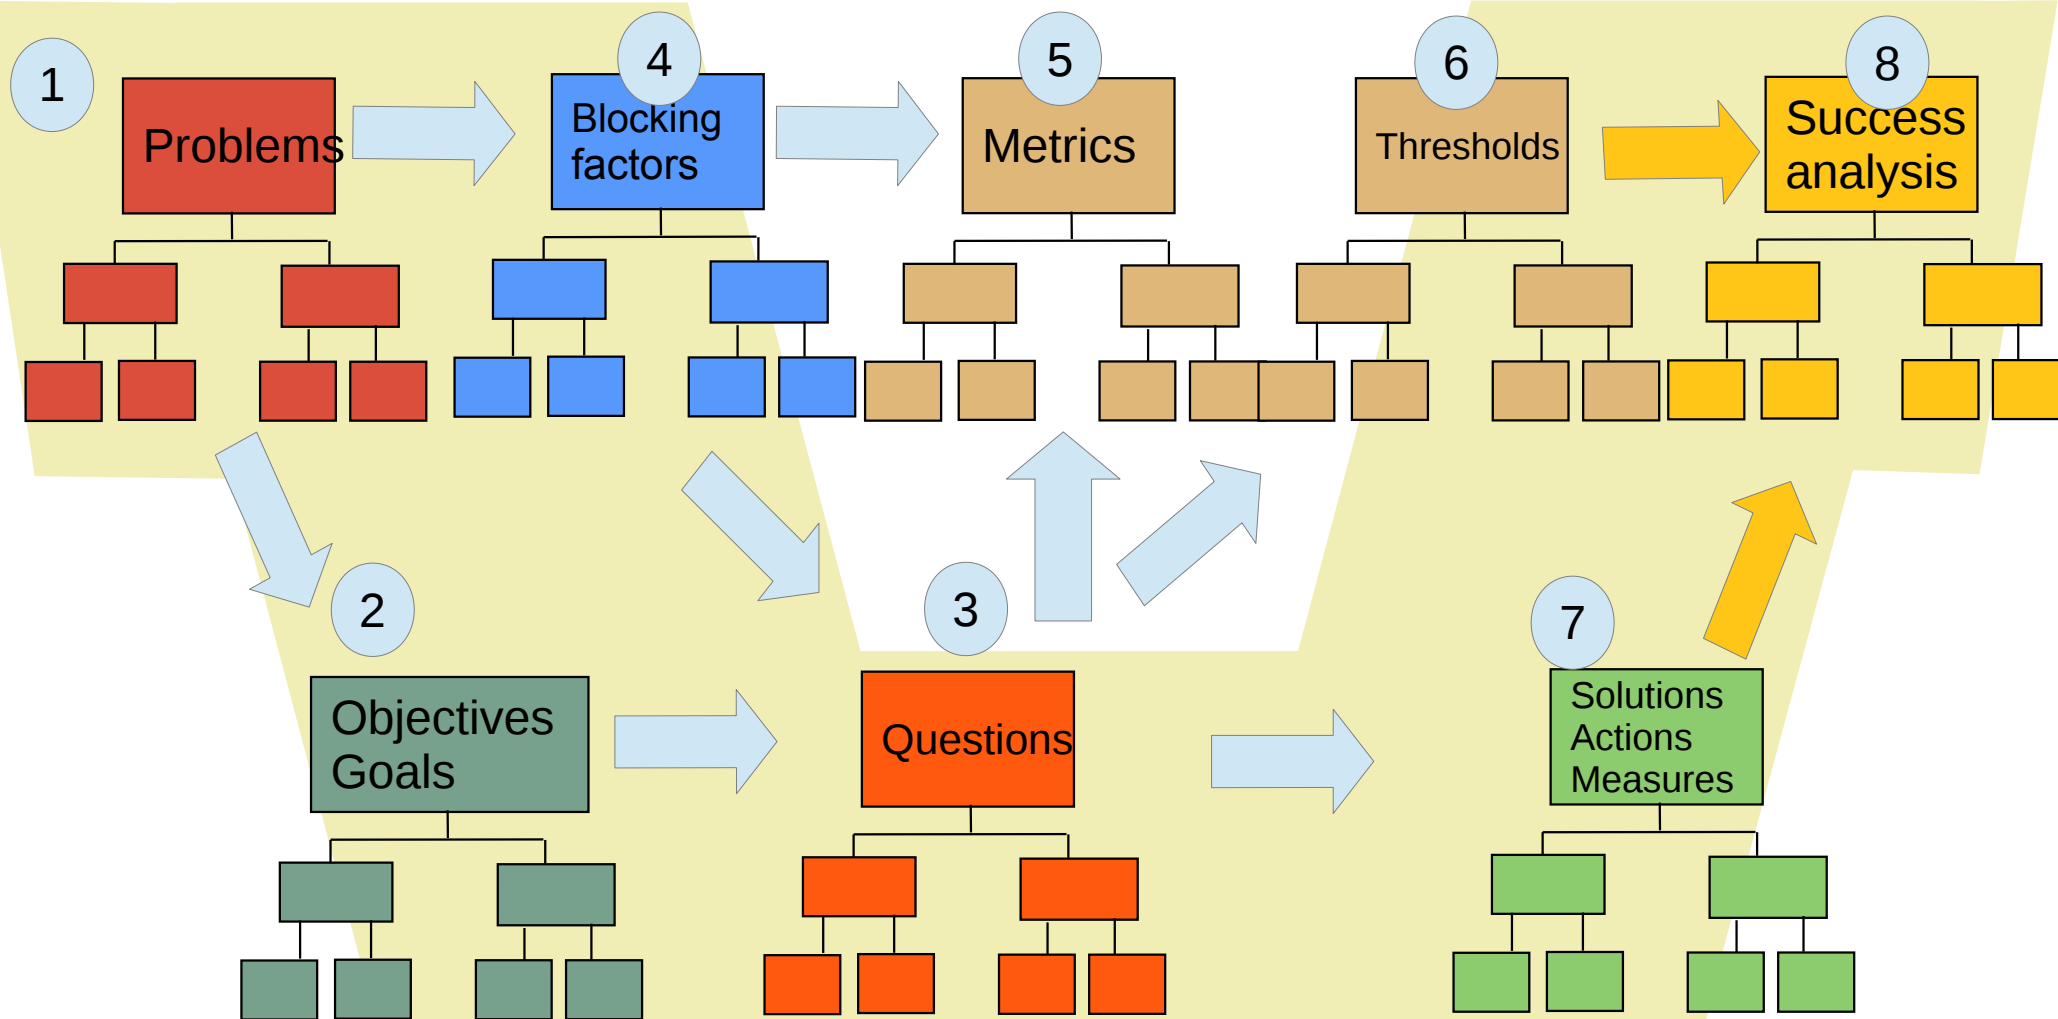 1
Problems
4
Blocking
factors
5
Metrics
6
Thresholds
8
Success
analysis
2
Objectives
Goals
3
Questions
7
Solutions
Actions
Measures